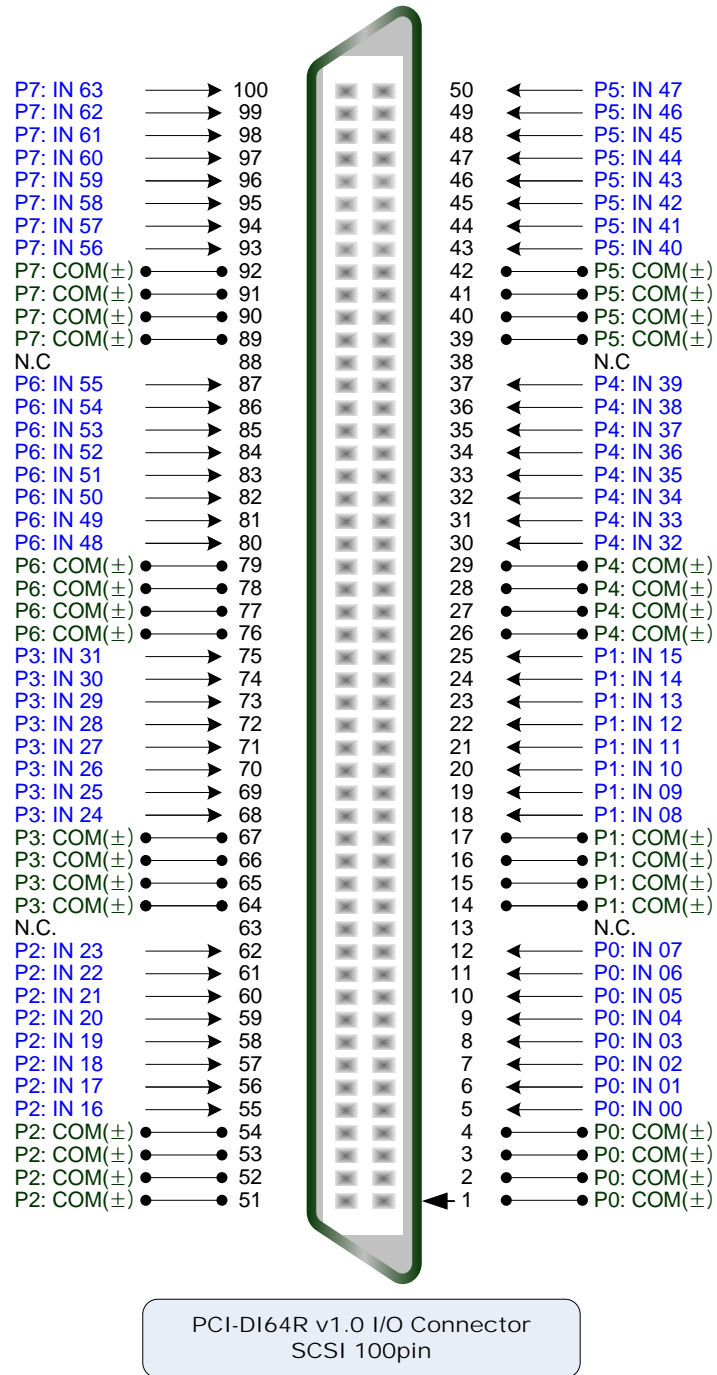 P7: IN 63 100 50 P5: IN 47
P7: IN 62 99 49 P5: IN 46
P7: IN 61 98 48 P5: IN 45
P7: IN 60 97 47 P5: IN 44
P7: IN 59 96 46 P5: IN 43
P7: IN 58 95 45 P5: IN 42
P7: IN 57 94 44 P5: IN 41
P7: IN 56 93 43 P5: IN 40
P7: COM(±) 92 42 P5: COM(±)
P7: COM(±) 91 41 P5: COM(±)
P7: COM(±) 90 40 P5: COM(±)
P7: COM(±) 89 39 P5: COM(±)
N.C 88 38 N.C
P6: IN 55 87 37 P4: IN 39
P6: IN 54 86 36 P4: IN 38
P6: IN 53 85 35 P4: IN 37
P6: IN 52 84 34 P4: IN 36
P6: IN 51 83 33 P4: IN 35
P6: IN 50 82 32 P4: IN 34
P6: IN 49 81 31 P4: IN 33
P6: IN 48 80 30 P4: IN 32
P6: COM(±) 79 29 P4: COM(±)
P6: COM(±) 78 28 P4: COM(±)
P6: COM(±) 77 27 P4: COM(±)
P6: COM(±) 76 26 P4: COM(±)
P3: IN 31 75 25 P1: IN 15
P3: IN 30 74 24 P1: IN 14
P3: IN 29 73 23 P1: IN 13
P3: IN 28 72 22 P1: IN 12
P3: IN 27 71 21 P1: IN 11
P3: IN 26 70 20 P1: IN 10
P3: IN 25 69 19 P1: IN 09
P3: IN 24 68 18 P1: IN 08
P3: COM(±) 67 17 P1: COM(±)
P3: COM(±) 66 16 P1: COM(±)
P3: COM(±) 65 15 P1: COM(±)
P3: COM(±) 64 14 P1: COM(±)
N.C. 63 13 N.C.
P2: IN 23 62 12 P0: IN 07
P2: IN 22 61 11 P0: IN 06
P2: IN 21 60 10 P0: IN 05
P2: IN 20 59 9 P0: IN 04
P2: IN 19 58 8 P0: IN 03
P2: IN 18 57 7 P0: IN 02
P2: IN 17 56 6 P0: IN 01
P2: IN 16 55 5 P0: IN 00
P2: COM(±) 54 4 P0: COM(±)
P2: COM(±) 53 3 P0: COM(±)
P2: COM(±) 52 2 P0: COM(±)
P2: COM(±) 51 1 P0: COM(±)
PCI-DI64R v1.0 I/O Connector
SCSI 100pin